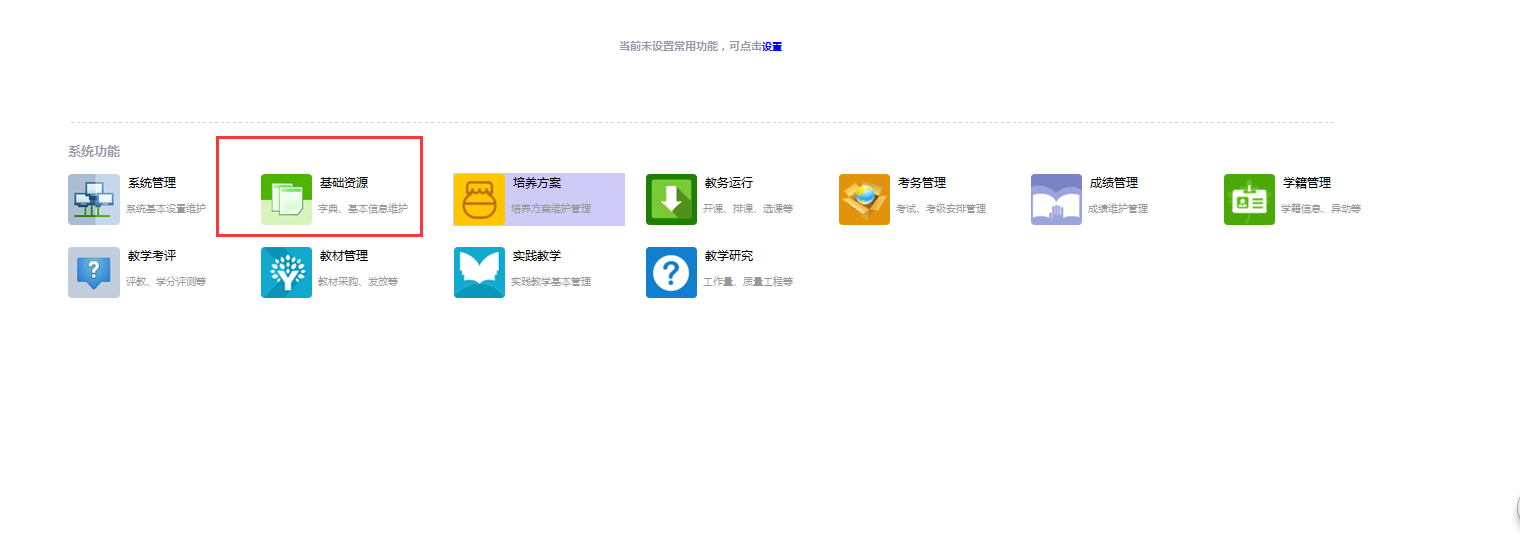 当前未设置常用功能，可点击设置
系统功能
系统管理
系统基本设置维护
基础资源
字典、基本信息维护
培养方案
培养方案维护管理
教务运行
开课、排课、选课等
考务管理
考试、考级安排管理
成绩管理
成绩维护管理
学籍管理
学籍信息、异动等
教学考评
评教、学分评测等
教材管理
教材采购、发放等
实践教学
实践教学基本管理
教学研究
工作量、质量工程等